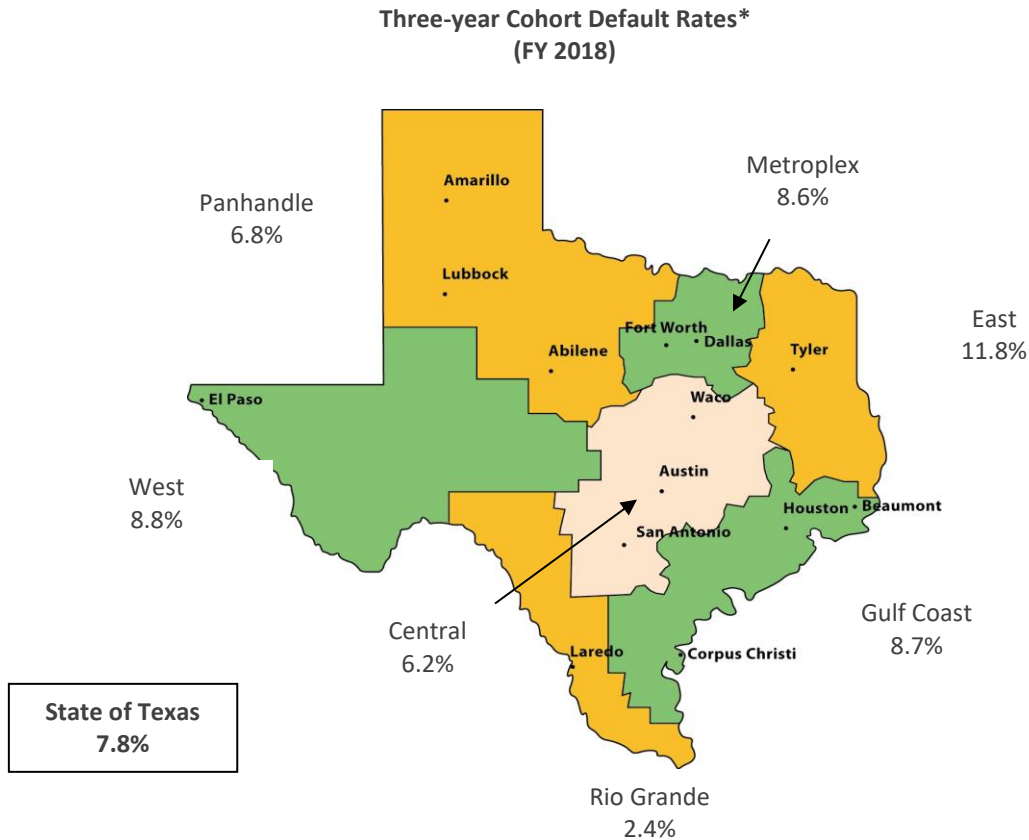 Three-year Cohort Default Rates*
(FY 2018)
Metroplex
8.6%
Amarillo
Panhandle
6.8%
Lubbock
Fort Worth
Dallas
East
11.8%
Abilene
Tyler
El Paso
Waco
Austin
West
8.8%
Houston
Beaumont
San Antonio
Gulf Coast
8.7%
Central
6.2%
Laredo
Corpus Christi
State of Texas
7.8%
Rio Grande
2.4%